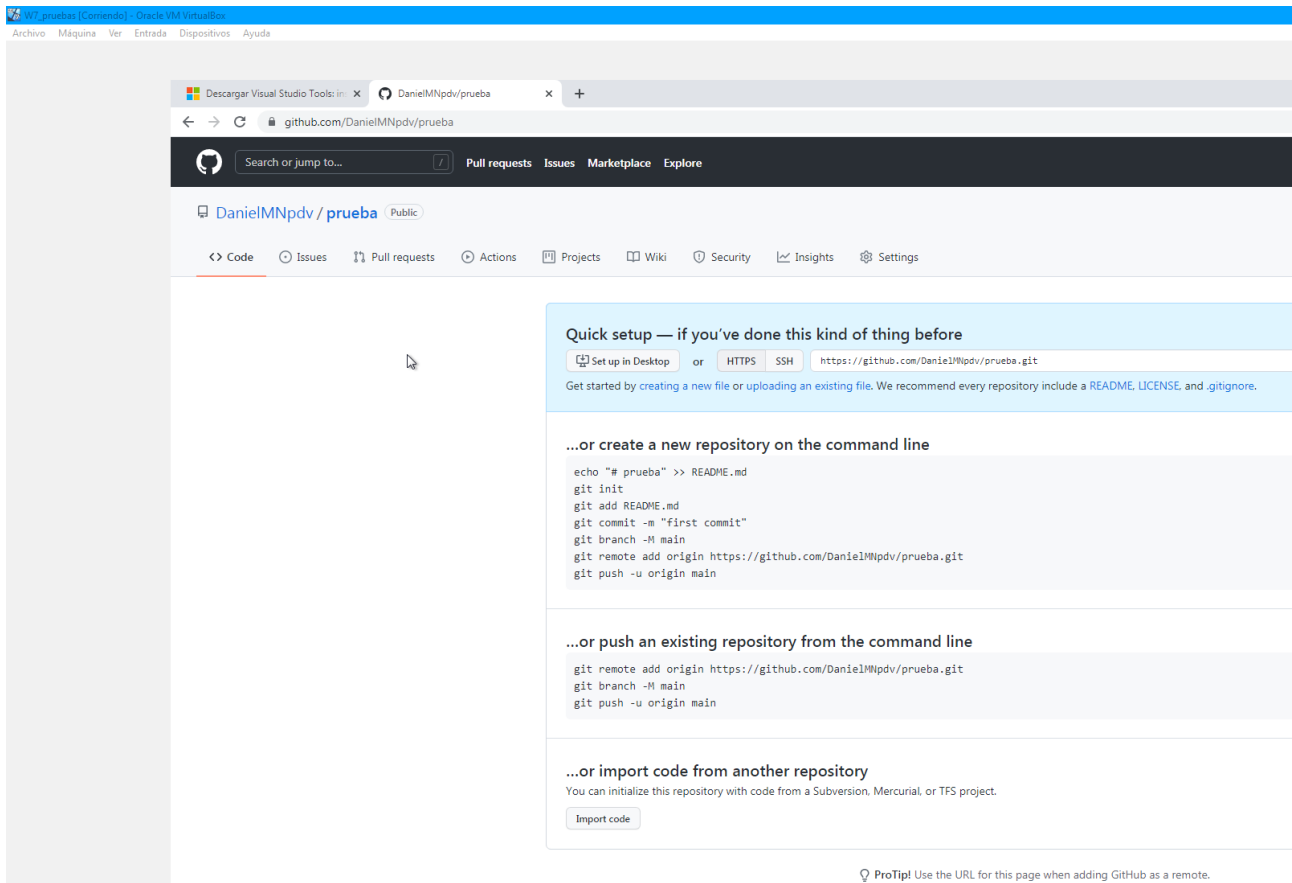 W7_pruebas [Corriendo] - Oracle VM VirtualBox
Archivo Máquina Ver Entrada Dispositivos Ayuda
Descargar Visual Studio Tools: in
DanielMNpdv/prueba
github.com/DanielMNpdv/prueba
Search or jump to... / Pull requests Issues Marketplace Explore
DanielMNpdv / prueba Public
<> Code Issues Pull requests Actions Projects Wiki Security Insights Settings
Quick setup — if you’ve done this kind of thing before
Set up in Desktop or HTTPS SSH https://github.com/DanielMNpdv/prueba.git
Get started by creating a new file or uploading an existing file. We recommend every repository include a README, LICENSE, and .gitignore.
…or create a new repository on the command line
echo "# prueba" >> README.md
git init
git add README.md
git commit -m "first commit"
git branch -M main
git remote add origin https://github.com/DanielMNpdv/prueba.git
git push -u origin main
…or push an existing repository from the command line
git remote add origin https://github.com/DanielMNpdv/prueba.git
git branch -M main
git push -u origin main
…or import code from another repository
You can initialize this repository with code from a Subversion, Mercurial, or TFS project.
Import code
ProTip! Use the URL for this page when adding GitHub as a remote.